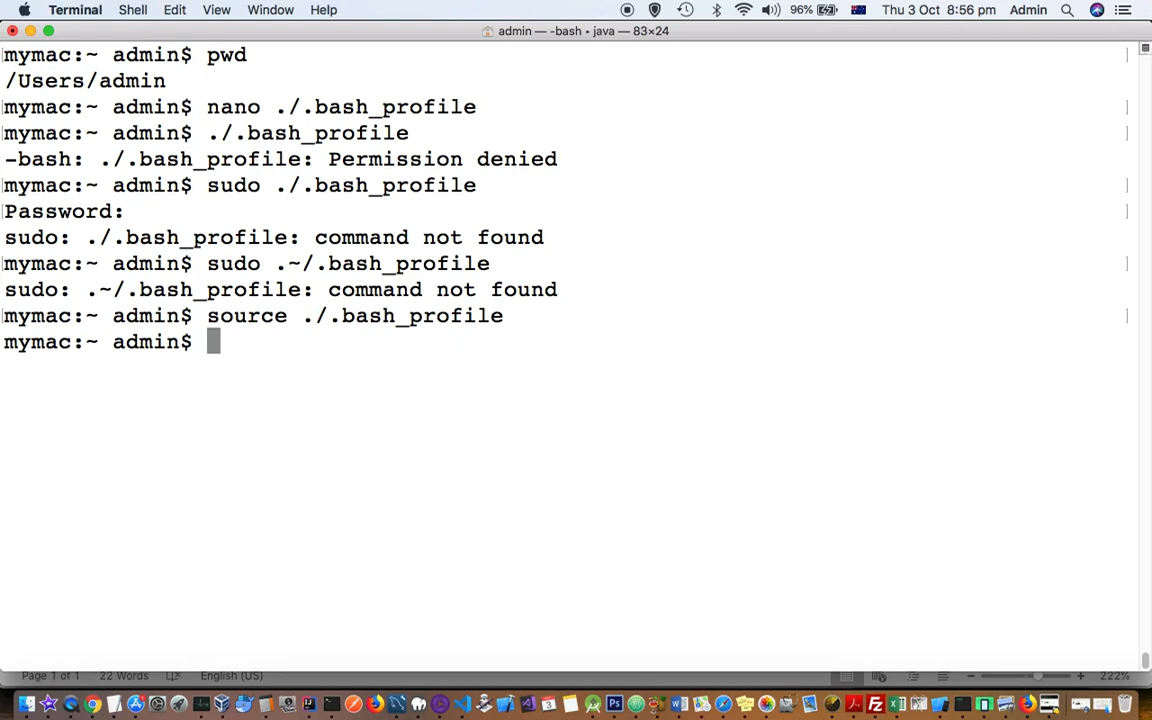 Terminal Shell Edit View Window Help 96% Thu 3 Oct 8:56 pm Admin
admin — -bash • java — 83×24
mymac:~ admin$ pwd
/Users/admin
mymac:~ admin$ nano ./.bash_profile
mymac:~ admin$ ./.bash_profile
-bash: ./.bash_profile: Permission denied
mymac:~ admin$ sudo ./.bash_profile
Password:
sudo: ./.bash_profile: command not found
mymac:~ admin$ sudo .~/.bash_profile
sudo: .~/.bash_profile: command not found
mymac:~ admin$ source ./.bash_profile
mymac:~ admin$
Page 1 of 1 22 Words English (US) 222%